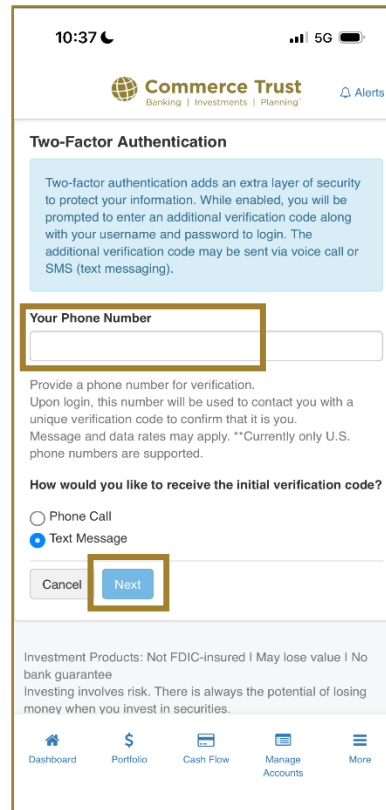 10:37
5G
Commerce Trust
Banking | Investments | Planning
Alerts
Two-Factor Authentication
Two-factor authentication adds an extra layer of security
to protect your information. While enabled, you will be
prompted to enter an additional verification code along
with your username and password to login. The
additional verification code may be sent via voice call or
SMS (text messaging).
Your Phone Number
Provide a phone number for verification.
Upon login, this number will be used to contact you with a
unique verification code to confirm that it is you.
Message and data rates may apply. **Currently only U.S.
phone numbers are supported.
How would you like to receive the initial verification code?
Phone Call
Text Message
Cancel Next
Investment Products: Not FDIC-insured I May lose value I No
bank guarantee
Investing involves risk. There is always the potential of losing
money when you invest in securities.
Dashboard Portfolio Cash Flow Manage More
Accounts